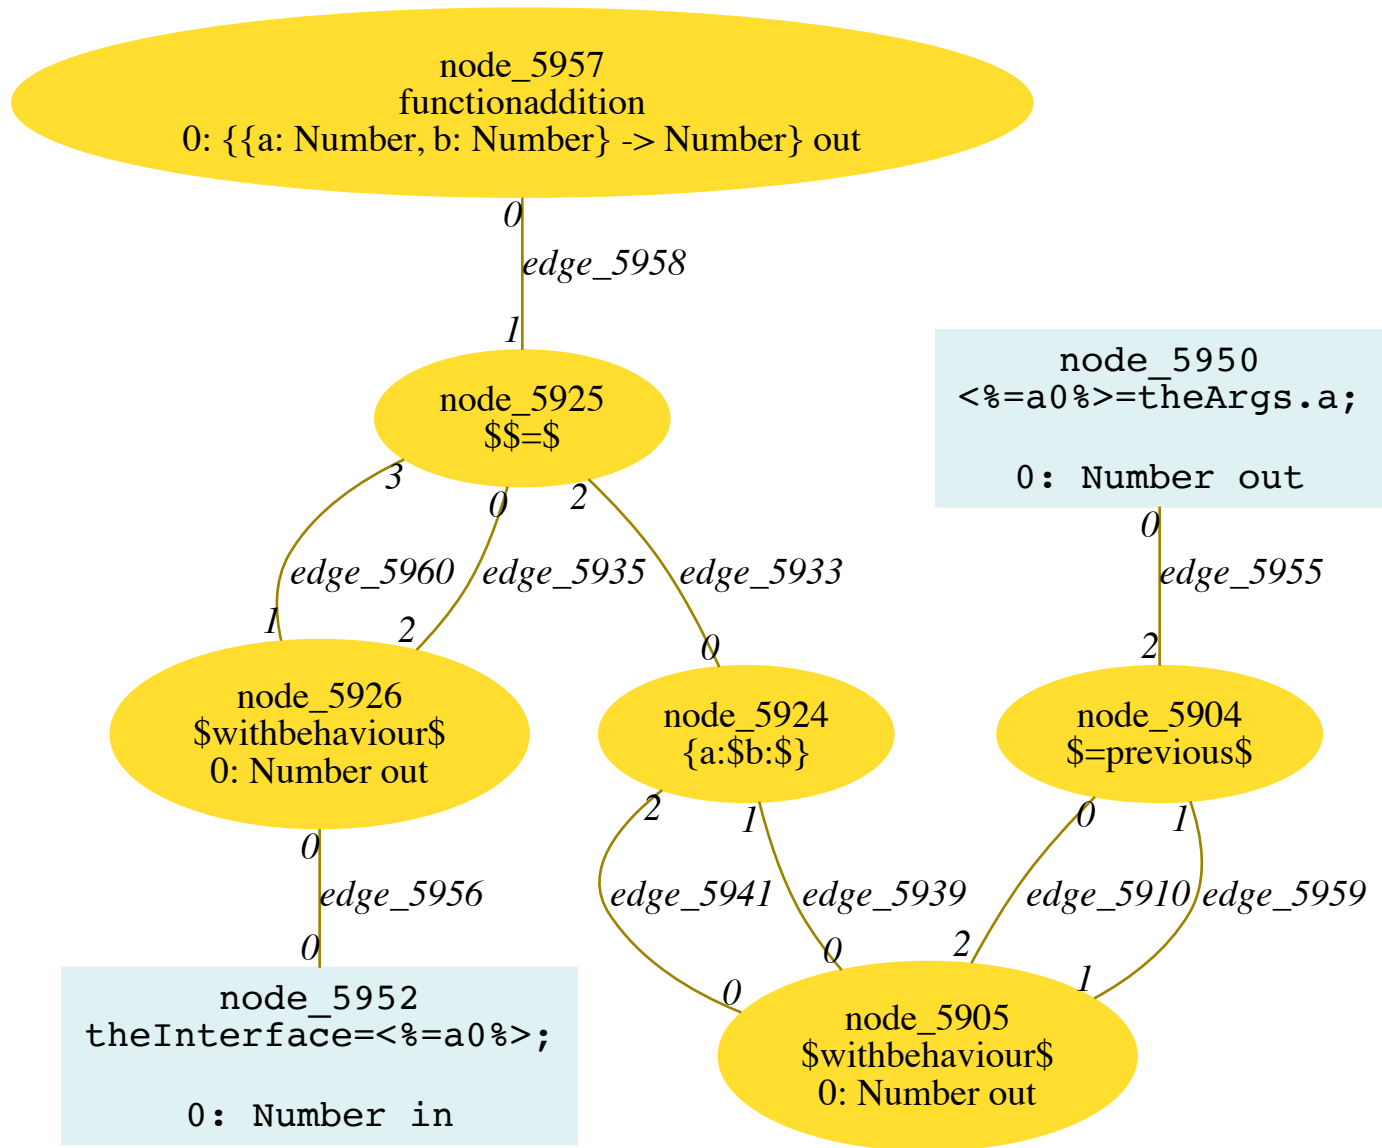 node_5957
functionaddition
0: {{a: Number, b: Number} -> Number} out
0
edge_5958
1
node_5925
$$=$
node_5950
<%=a0%>=theArgs.a;
0: Number out
3
0
2
0
edge_5960
edge_5935
edge_5933
edge_5955
1
2
0
2
node_5926
$withbehaviour$
0: Number out
node_5924
{a:$b:$}
node_5904
$=previous$
0
2
1
0
1
edge_5956
edge_5941
edge_5939
edge_5910
edge_5959
0
0
0
2
1
node_5952
theInterface=<%=a0%>;
0: Number in
node_5905
$withbehaviour$
0: Number out